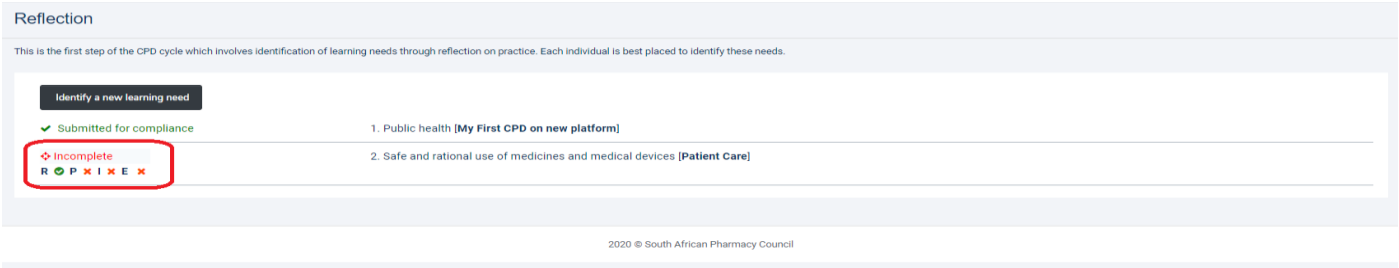 Reflection
This is the first step of the CPD cycle which involves identification of learning needs through reflection on practice. Each individual is best placed to identify these needs.
Identify a new learning need
Submitted for compliance 1. Public health [My First CPD on new platform]
Incomplete 2. Safe and rational use of medicines and medical devices [Patient Care]
R P I E
2020 © South African Pharmacy Council